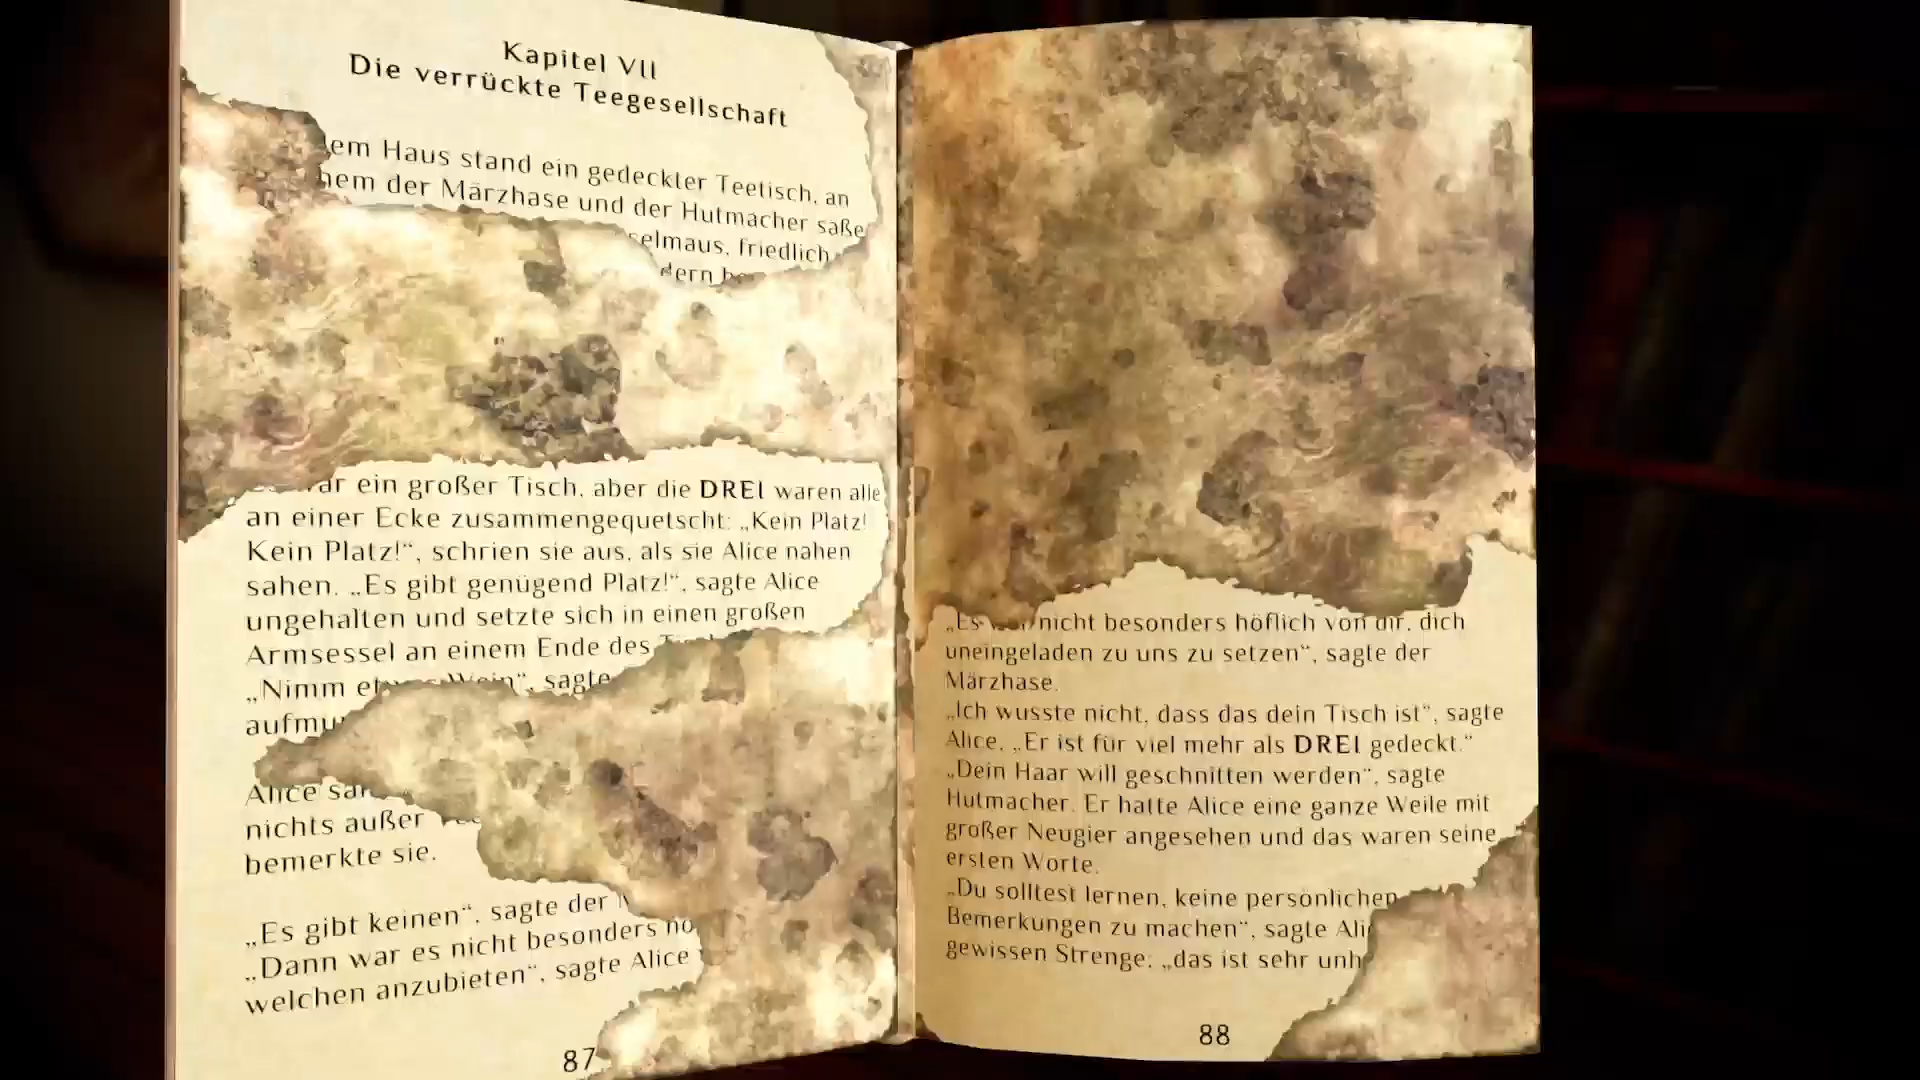 Kapitel VII
Die verrückte Teegesellschaft
Haus stand ein gedeckter Teetisch, an
der Märzhase und der Hutmacher saße
friedlich
ein großer Tisch, aber die DREI waren alle
an einer Ecke zusammengequetscht: „Kein Platz!
Kein Platz!“, schrien sie aus, als sie Alice nahen
sahen. „Es gibt genügend Platz!“, sagte Alice
ungehalten und setzte sich in einen großen
Armsessel an einem Ende des
„Nimm sagte
Alice
nichts außer
bemerkte sie.
„Es gibt keinen“, sagte der
„Dann war es nicht besonders
welchen anzubieten“, sagte Alice
87
„Es nicht besonders höflich von dir, dich
uneingeladen zu uns zu setzen“, sagte der
Märzhase.
„Ich wusste nicht, dass das dein Tisch ist“, sagte
Alice, „Er ist für viel mehr als DREI gedeckt.“
„Dein Haar will geschnitten werden“, sagte
Hutmacher. Er hatte Alice eine ganze Weile mit
großer Neugier angesehen und das waren seine
ersten Worte.
„Du solltest lernen, keine persönlichen
Bemerkungen zu machen“, sagte
gewissen Strenge; „das ist sehr
88